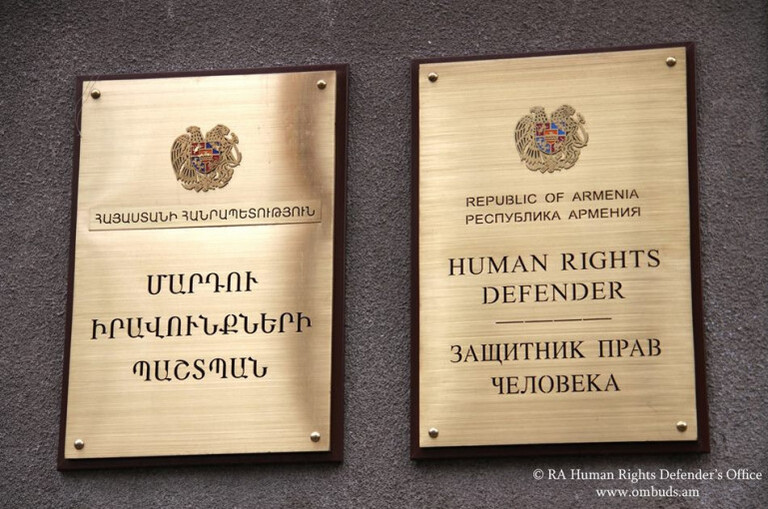 ՀԱՅԱՍՏԱՆԻ ՀԱՆՐԱՊԵՏՈՒԹՅՈՒՆ
ՄԱՐԴՈՒ
ԻՐԱՎՈՒՆՔՆԵՐԻ
ՊԱՇՏՊԱՆ
REPUBLIC OF ARMENIA
РЕСПУБЛИКА АРМЕНИЯ
HUMAN RIGHTS
DEFENDER
ЗАЩИТНИК ПРАВ
ЧЕЛОВЕКА
© RA Human Rights Defender's Office
www.ombuds.am